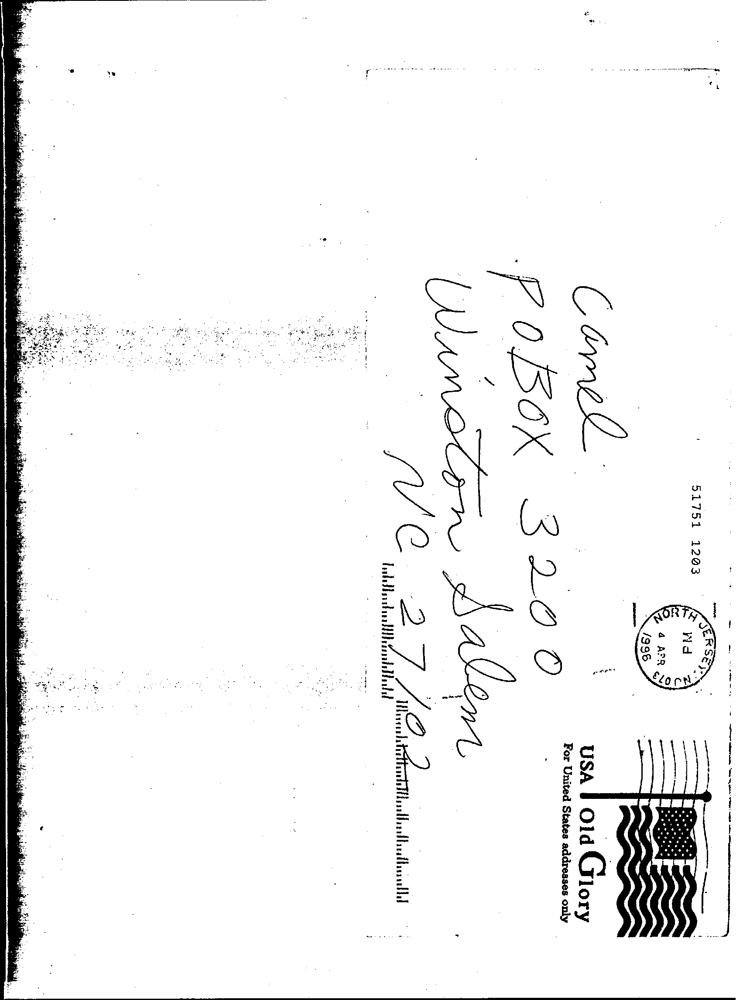 51751 1203
NORTH JERSEY, NJ 073
PM
4 APR
1996
USA Old Glory
For United States addresses only
Camel
PO BOX 3200
Winston Salem
NC 27102